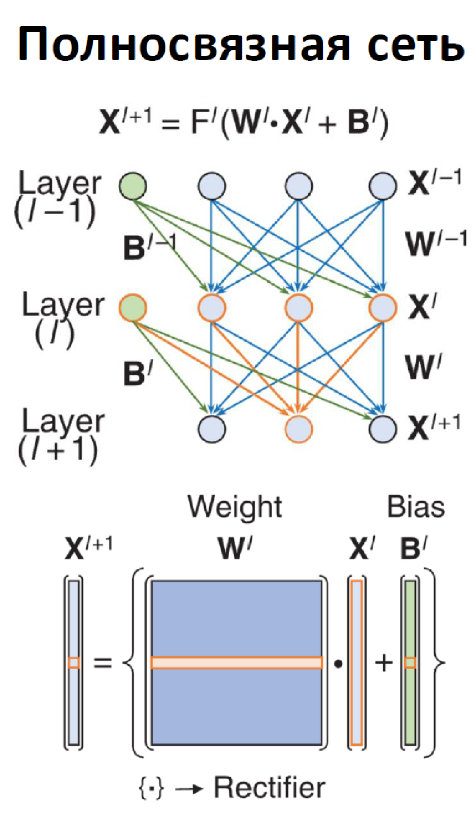 Полносвязная сеть
X^{l+1} = F^l(W^l·X^l + B^l)
Layer (l−1)
X^{l−1}
B^{l−1}
W^{l−1}
Layer (l)
X^l
B^l
W^l
Layer (l+1)
X^{l+1}
Weight Bias
X^{l+1} W^l X^l B^l
= { · + }
{·} → Rectifier